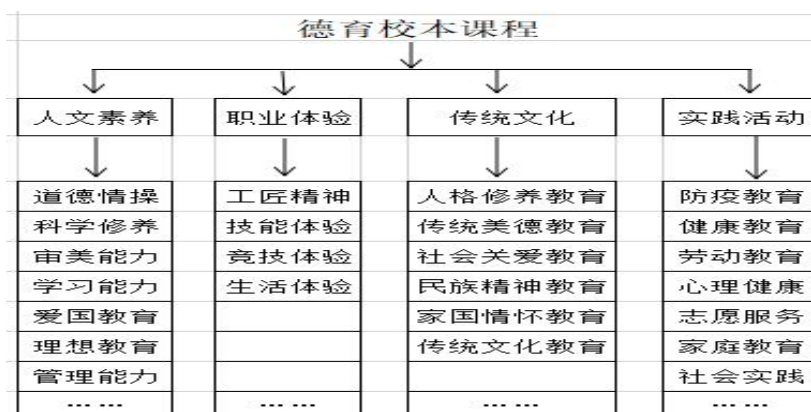 德育校本课程
人文素养 职业体验 传统文化 实践活动
道德情操 工匠精神 人格修养教育 防疫教育
科学修养 技能体验 传统美德教育 健康教育
审美能力 竞技体验 社会关爱教育 劳动教育
学习能力 生活体验 民族精神教育 心理健康
爱国教育 家国情怀教育 志愿服务
理想教育 传统文化教育 家庭教育
管理能力 社会实践
…… …… …… ……